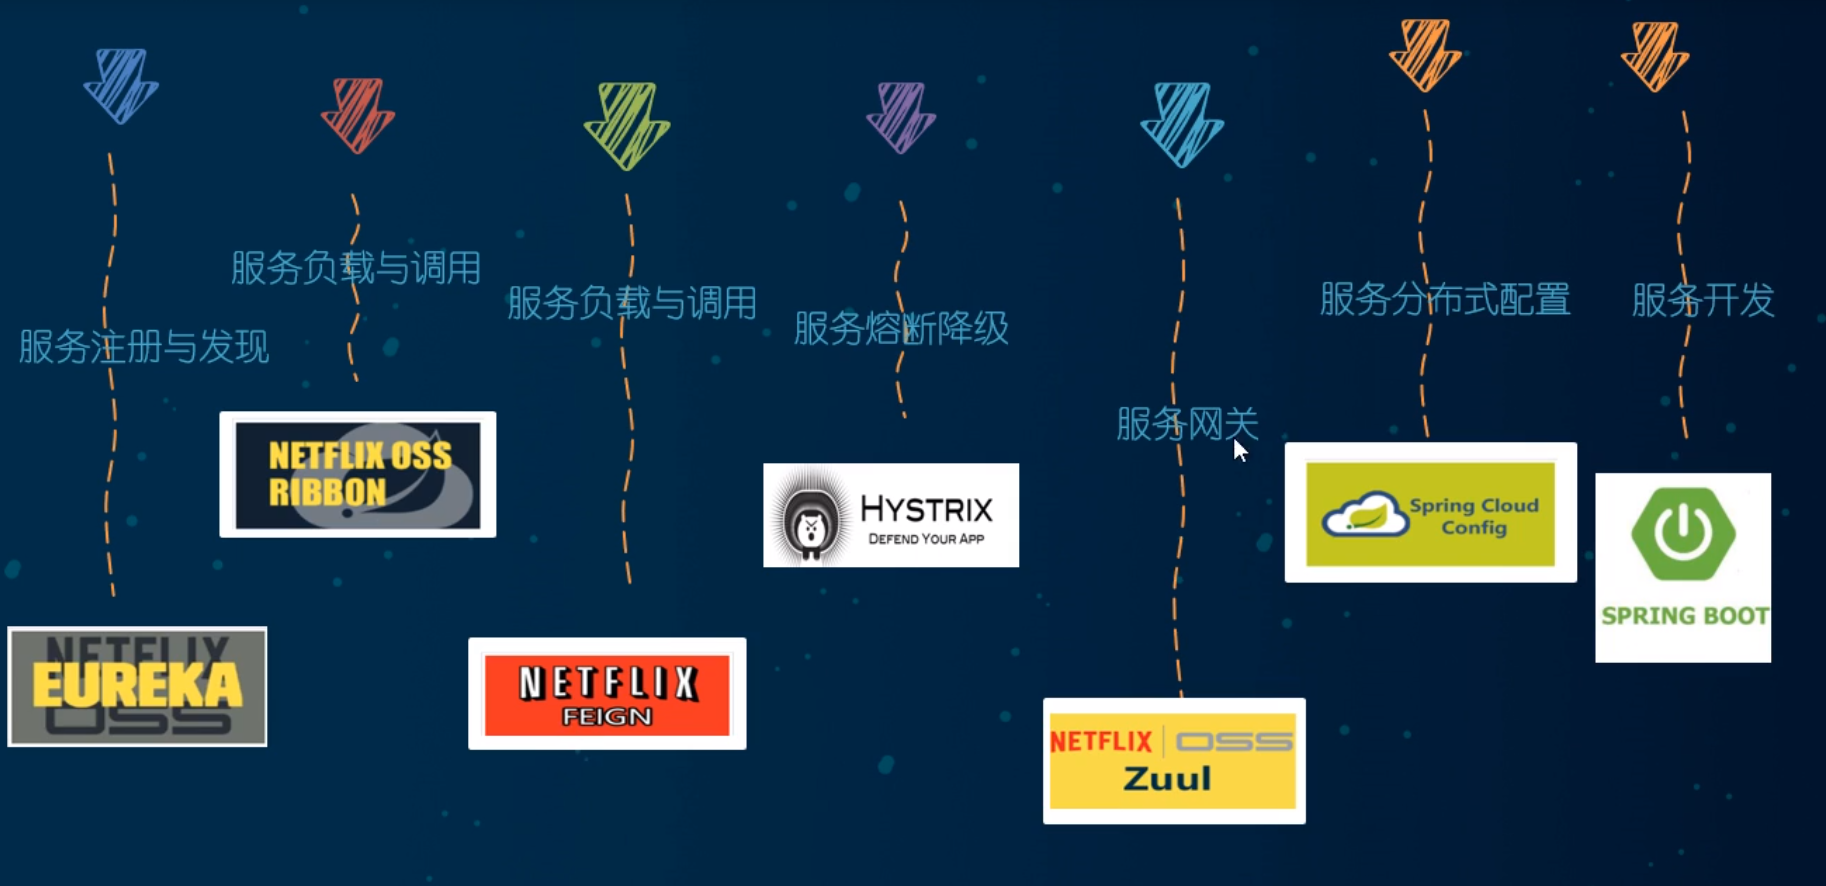 服务注册与发现
NETFLIX
EUREKA
OSS
服务负载与调用
NETFLIX OSS
RIBBON
服务负载与调用
NETFLIX
FEIGN
服务熔断降级
HYSTRIX
DEFEND YOUR APP
服务网关
NETFLIX | OSS
Zuul
服务分布式配置
Spring Cloud
Config
服务开发
SPRING BOOT